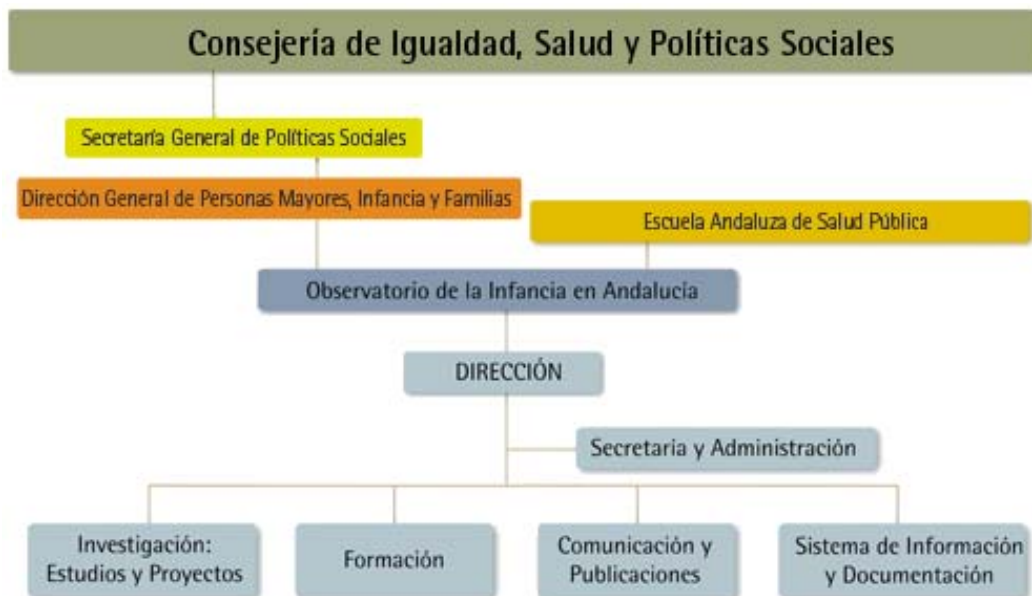 Consejería de Igualdad, Salud y Políticas Sociales
Secretaría General de Políticas Sociales
Dirección General de Personas Mayores, Infancia y Familias
Escuela Andaluza de Salud Pública
Observatorio de la Infancia en Andalucía
DIRECCIÓN
Secretaria y Administración
Investigación:
Estudios y Proyectos
Formación
Comunicación y
Publicaciones
Sistema de Información
y Documentación